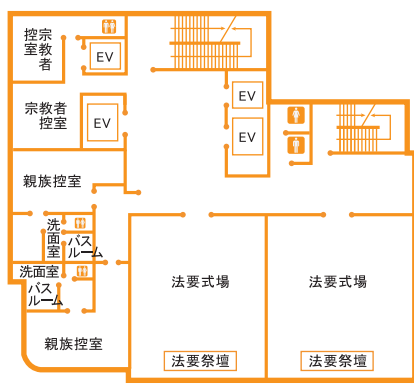 宗教者
控室
EV
EV
EV
EV
宗教者
控室
親族控室
洗面室
バス
ルーム
洗面室
バス
ルーム
親族控室
法要式場
法要式場
法要祭壇
法要祭壇